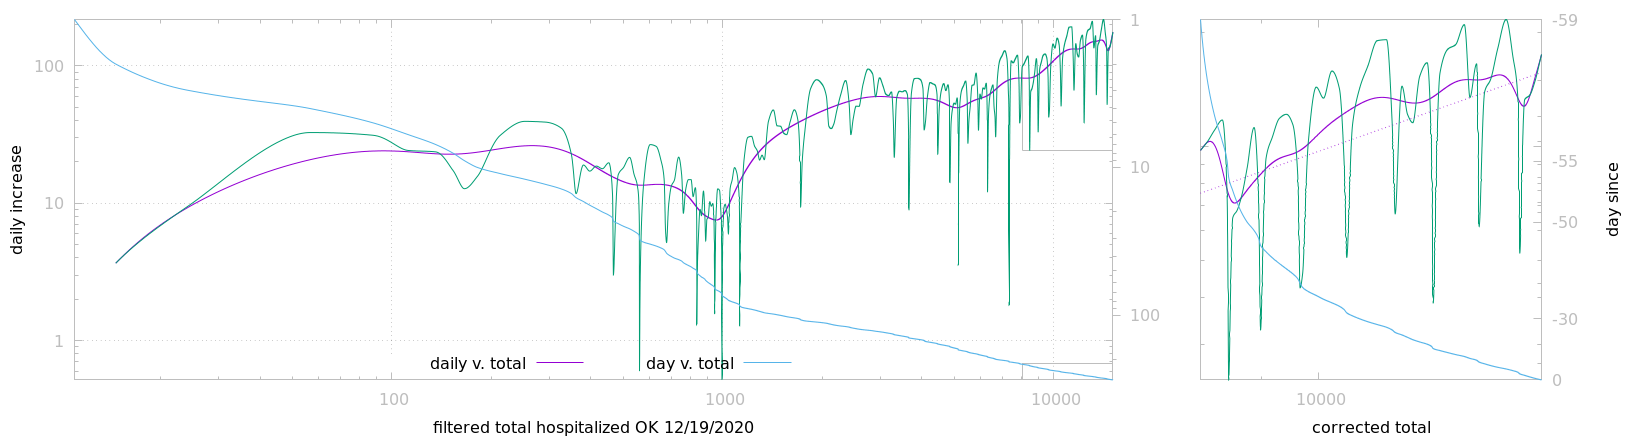 daily increase
100
10
1
daily v. total
day v. total
100
1000
10000
filtered total hospitalized OK 12/19/2020
1
10
100
10000
corrected total
-59
-55
-50
-30
0
day since